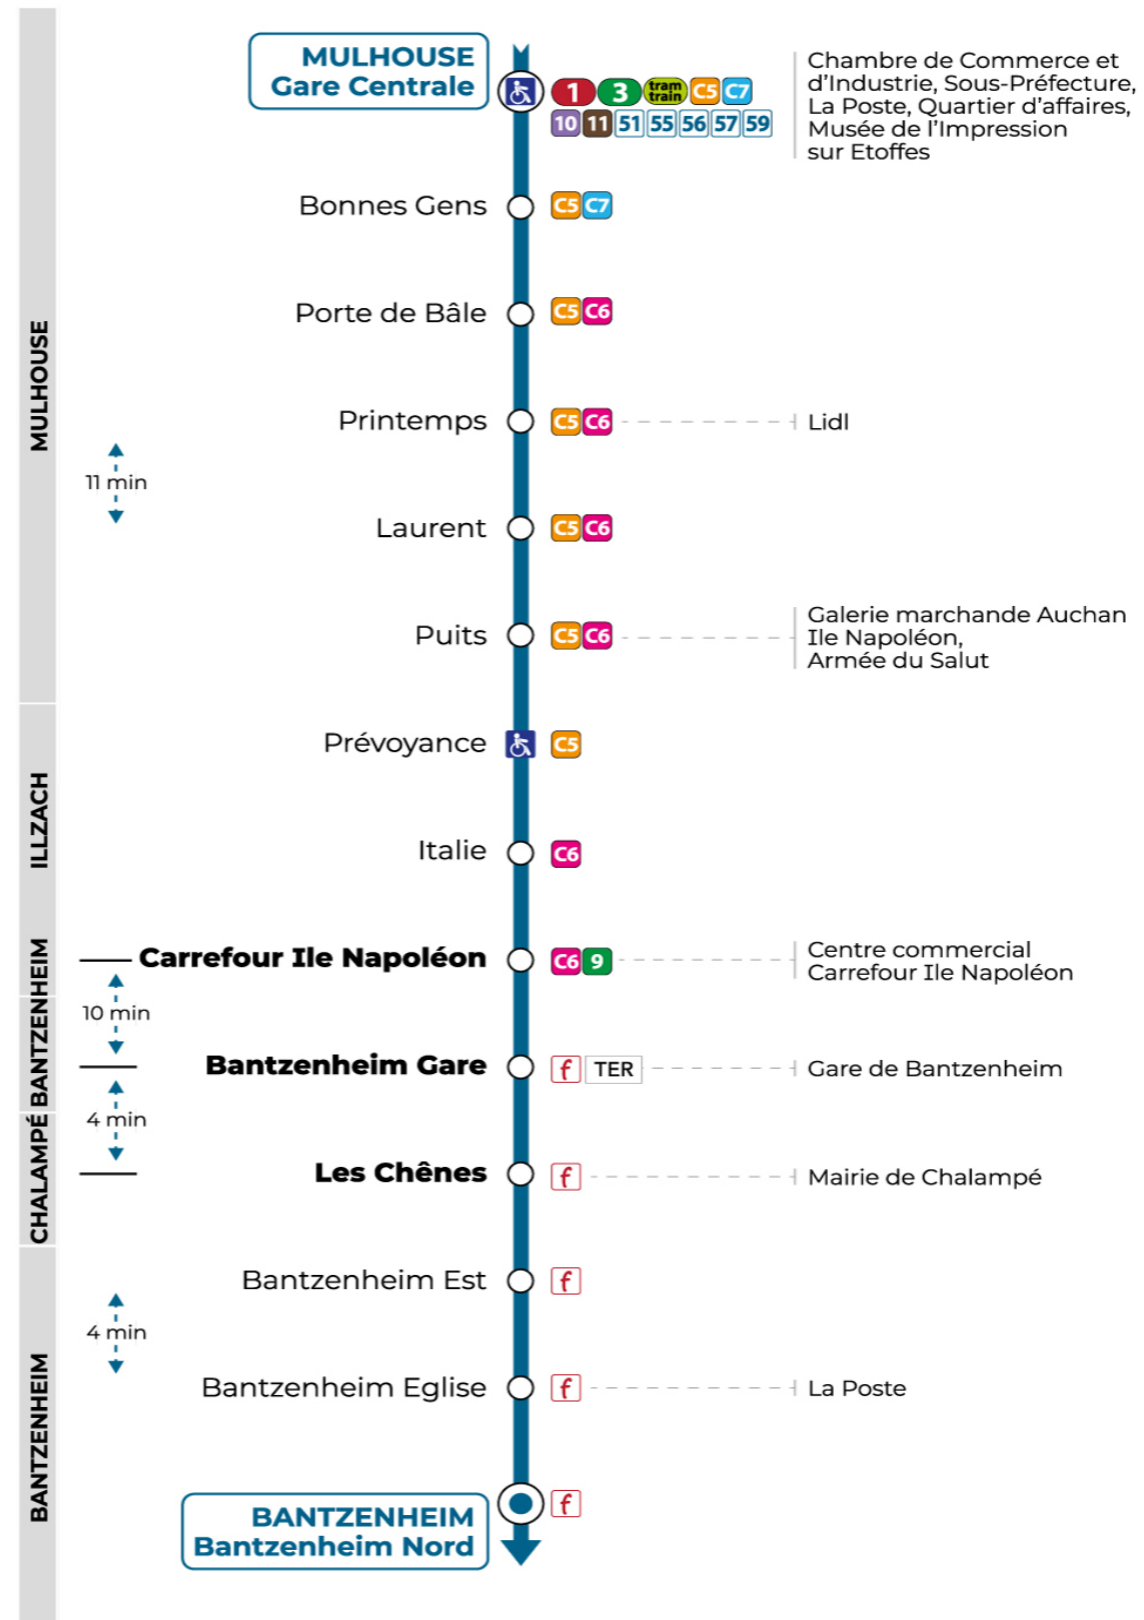 MULHOUSE
Gare Centrale
1 3 tram train C5 C7
10 11 51 55 56 57 59
Chambre de Commerce et
d'Industrie, Sous-Préfecture,
La Poste, Quartier d'affaires,
Musée de l'Impression
sur Etoffes
Bonnes Gens C5 C7
Porte de Bâle C5 C6
MULHOUSE
Printemps C5 C6 Lidl
11 min
Laurent C5 C6
Puits C5 C6
Galerie marchande Auchan
Ile Napoléon,
Armée du Salut
Prévoyance C5
ILLZACH
Italie C6
Carrefour Ile Napoléon C6 9
Centre commercial
Carrefour Ile Napoléon
BANTZENHEIM
10 min
Bantzenheim Gare f TER Gare de Bantzenheim
4 min
CHALAMPÉ
Les Chênes f Mairie de Chalampé
Bantzenheim Est f
4 min
Bantzenheim Eglise f La Poste
BANTZENHEIM
f
BANTZENHEIM
Bantzenheim Nord